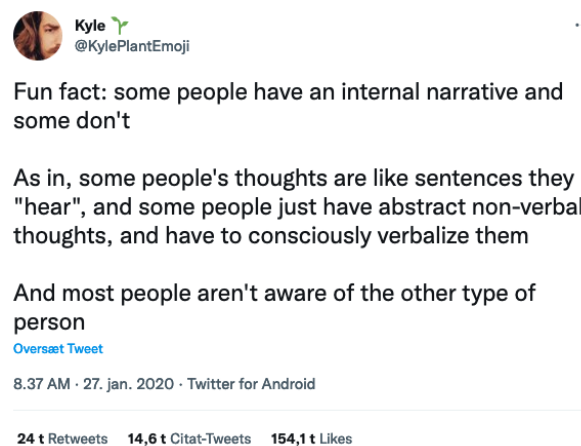 Kyle 🌱
@KylePlantEmoji
Fun fact: some people have an internal narrative and
some don't
As in, some people's thoughts are like sentences they
"hear", and some people just have abstract non-verbal
thoughts, and have to consciously verbalize them
And most people aren't aware of the other type of
person
Oversæt Tweet
8.37 AM · 27. jan. 2020 · Twitter for Android
24 t Retweets 14,6 t Citat-Tweets 154,1 t Likes